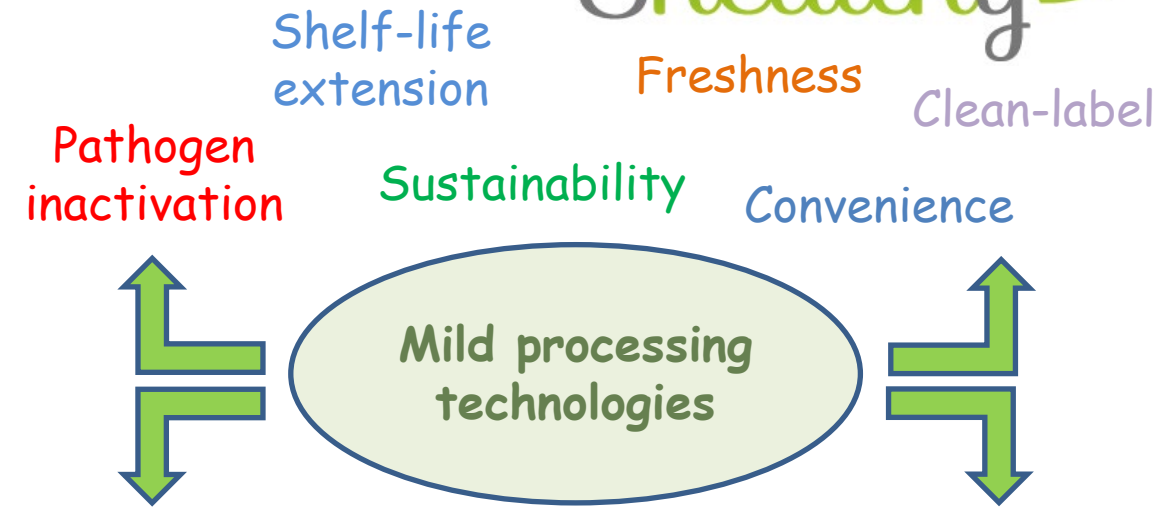 Shelf-life
extension
Freshness
Clean-label
Pathogen
inactivation
Sustainability
Convenience
Mild processing
technologies